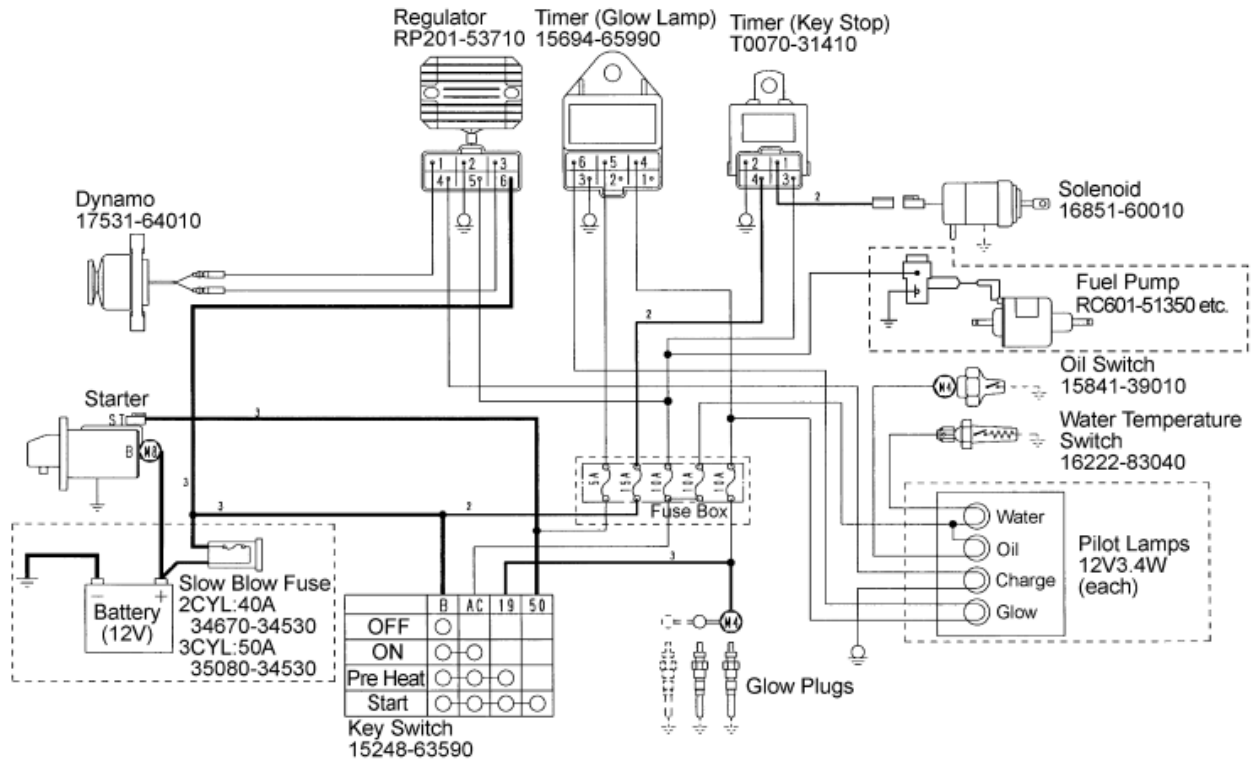 Regulator
RP201-53710
Timer (Glow Lamp)
15694-65990
Timer (Key Stop)
T0070-31410
1 2 3
4 5 6
6 5 4
3 2 1
2 1
4 3
Dynamo
17531-64010
2
Solenoid
16851-60010
Fuel Pump
RC601-51350 etc.
2
Oil Switch
15841-39010
M4
Starter
ST
3
B
M8
Water Temperature
Switch
16222-83040
3
5A
15A
10A
10A
10A
Fuse Box
3
2
Water
Oil
Charge
Glow
Pilot Lamps
12V3.4W
(each)
3
Slow Blow Fuse
2CYL:40A
34670-34530
3CYL:50A
35080-34530
− +
Battery
(12V)
B AC 19 50
OFF
ON
Pre Heat
Start
Key Switch
15248-63590
M4
Glow Plugs